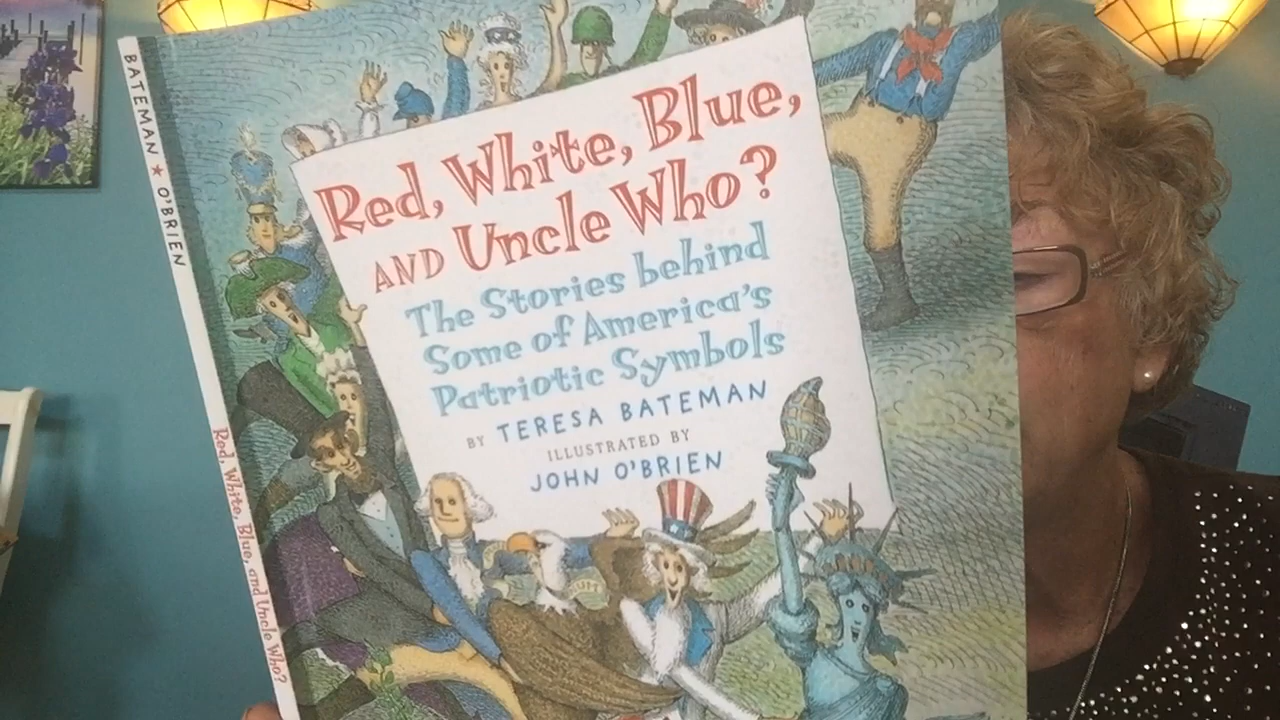 BATEMAN ★ O'BRIEN
Red, White, Blue, and Uncle Who?
Red, White, Blue,
AND Uncle Who?
The Stories behind
Some of America's
Patriotic Symbols
BY TERESA BATEMAN
ILLUSTRATED BY
JOHN O'BRIEN